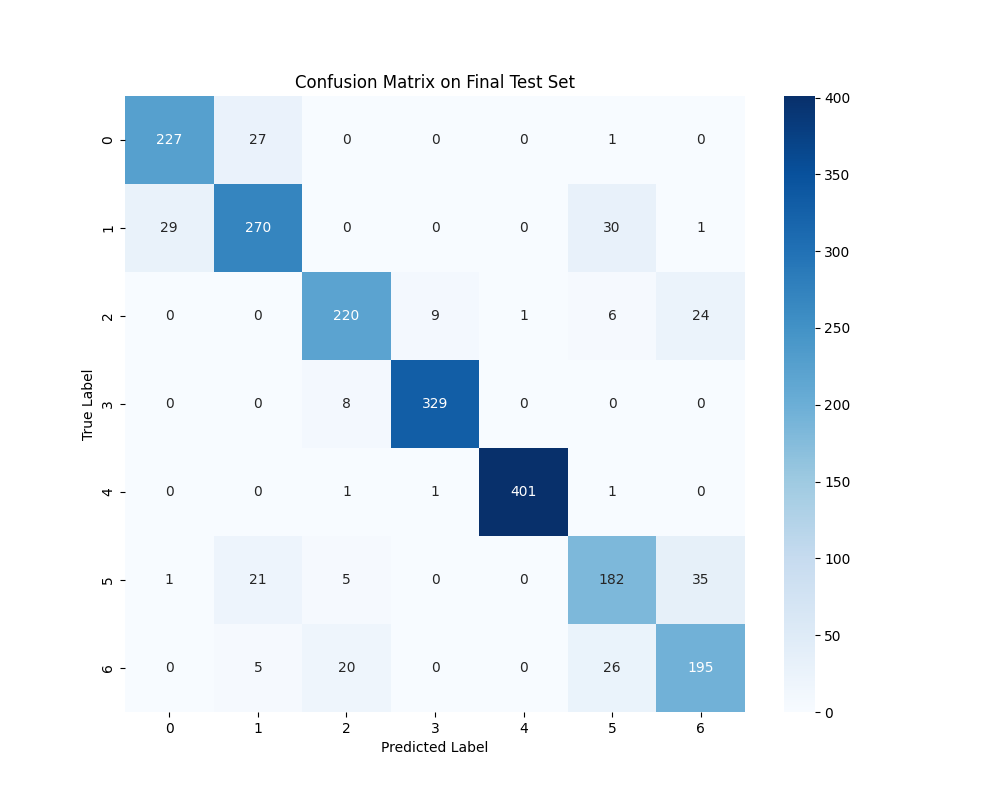 Confusion Matrix on Final Test Set
True Label
0 227 27 0 0 0 1 0
1 29 270 0 0 0 30 1
2 0 0 220 9 1 6 24
3 0 0 8 329 0 0 0
4 0 0 1 1 401 1 0
5 1 21 5 0 0 182 35
6 0 5 20 0 0 26 195
0 1 2 3 4 5 6
Predicted Label
400
350
300
250
200
150
100
50
0